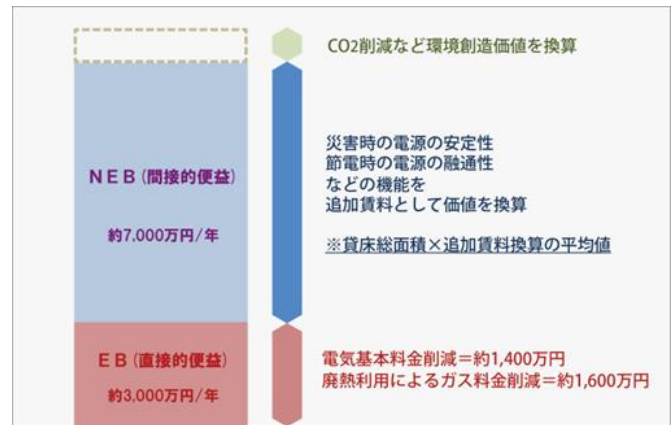 CO2削減など環境創造価値を換算
NEB(間接的便益)
約7,000万円/年
災害時の電源の安定性
節電時の電源の融通性
などの機能を
追加賃料として価値を換算
※貸床総面積×追加賃料換算の平均値
EB(直接的便益)
約3,000万円/年
電気基本料金削減=約1,400万円
廃熱利用によるガス料金削減=約1,600万円